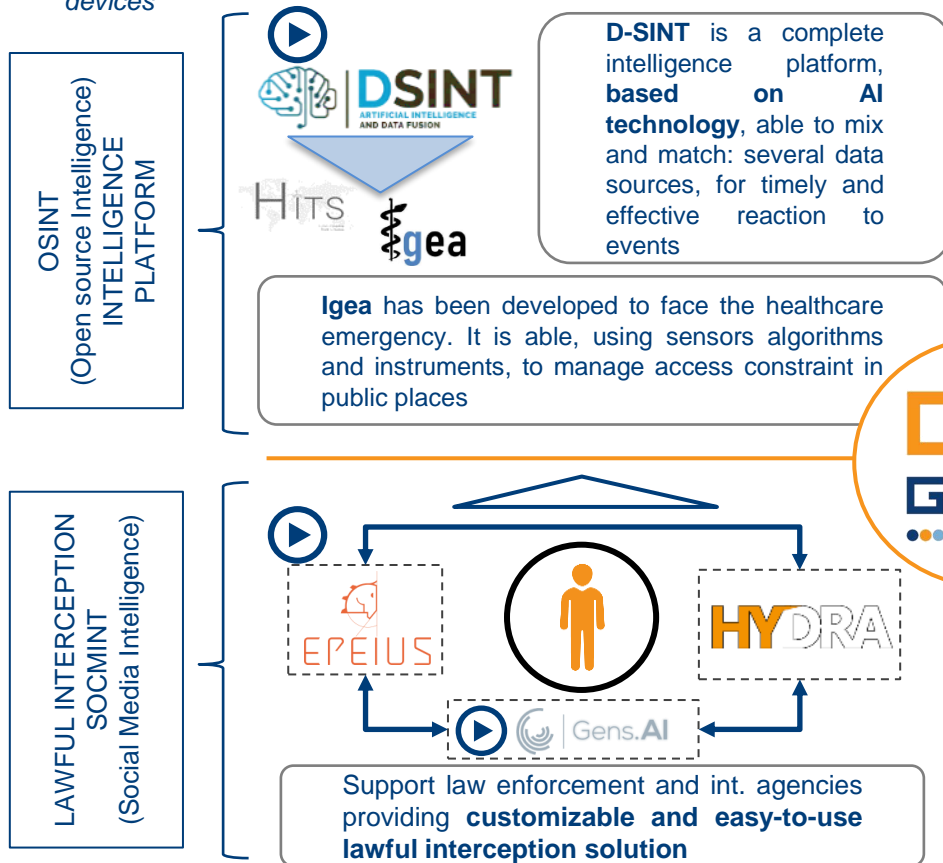 devices
OSINT
(Open source Intelligence)
INTELLIGENCE
PLATFORM
DSINT
ARTIFICIAL INTELLIGENCE
AND DATA FUSION
HITS
Igea
D-SINT is a complete
intelligence platform,
based on AI
technology, able to mix
and match: several data
sources, for timely and
effective reaction to
events
Igea has been developed to face the healthcare
emergency. It is able, using sensors algorithms
and instruments, to manage access constraint in
public places
LAWFUL INTERCEPTION
SOCMINT
(Social Media Intelligence)
EPEIUS
HYDRA
Gens.AI
Support law enforcement and int. agencies
providing customizable and easy-to-use
lawful interception solution